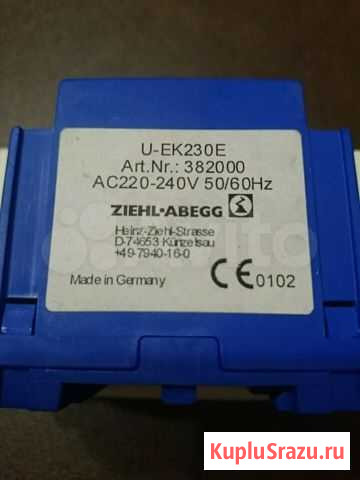 U-EK230E
Art.Nr.: 382000
AC220-240V 50/60Hz
ZIEHL-ABEGG
Heinz-Ziehl-Strasse
D-74653 Künzelsau
+49-7940-16-0
Made in Germany
CE 0102
KupluSrazu.ru